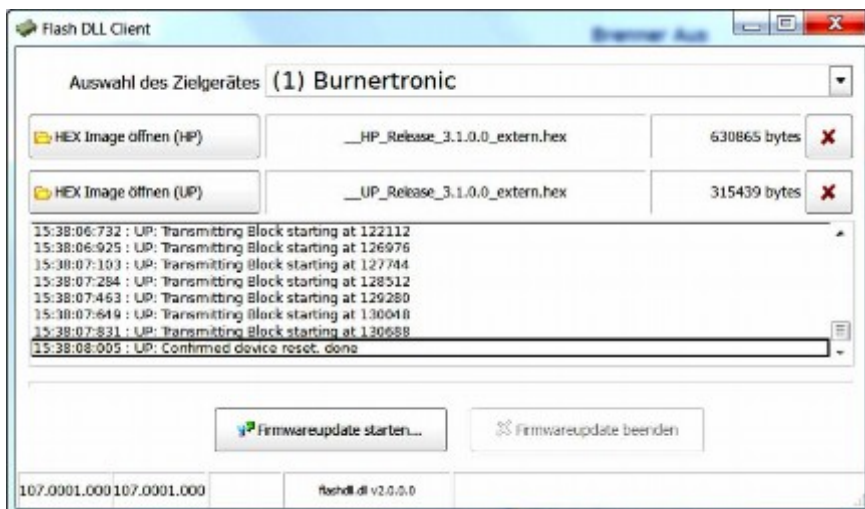 Flash DLL Client
Brenner Aus
Auswahl des Zielgerätes (1) Burnertronic
HEX Image öffnen (HP) __HP_Release_3.1.0.0_extern.hex 630865 bytes
HEX Image öffnen (UP) __UP_Release_3.1.0.0_extern.hex 315439 bytes
15:38:06:732 : UP: Transmitting Block starting at 122112
15:38:06:925 : UP: Transmitting Block starting at 126976
15:38:07:103 : UP: Transmitting Block starting at 127744
15:38:07:284 : UP: Transmitting Block starting at 128512
15:38:07:463 : UP: Transmitting Block starting at 129280
15:38:07:649 : UP: Transmitting Block starting at 130048
15:38:07:831 : UP: Transmitting Block starting at 130688
15:38:08:005 : UP: Confirmed device reset. done
Firmwareupdate starten... Firmwareupdate beenden
107.0001.000 107.0001.000 flashdll.dll v2.0.0.0